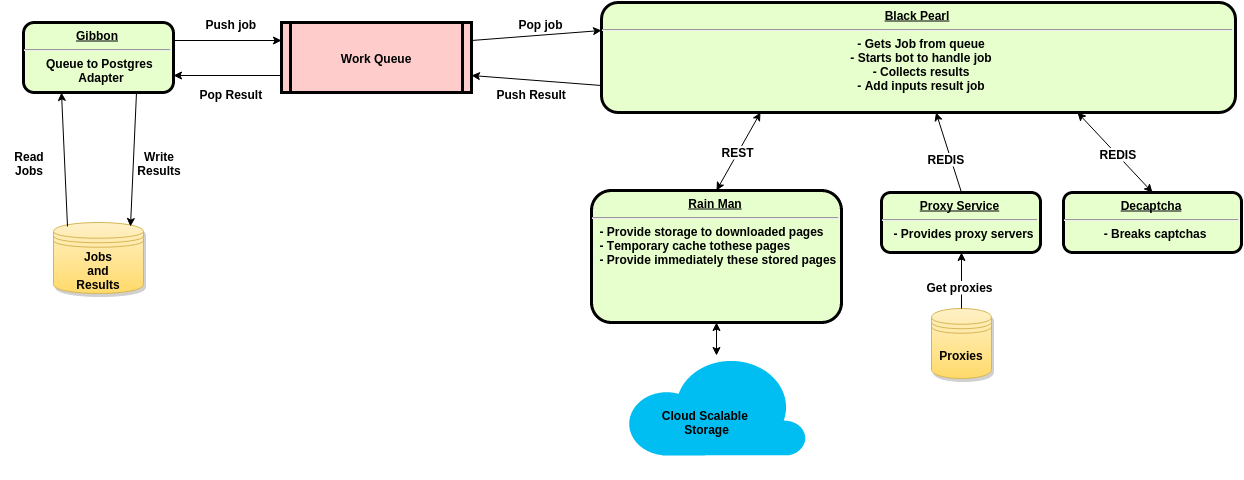 Gibbon
Queue to Postgres
Adapter
Push job
Pop Result
Work Queue
Pop job
Push Result
Black Pearl
- Gets Job from queue
- Starts bot to handle job
- Collects results
- Add inputs result job
Read
Jobs
Write
Results
Jobs
and
Results
REST
REDIS
REDIS
Rain Man
- Provide storage to downloaded pages
- Temporary cache tothese pages
- Provide immediately these stored pages
Proxy Service
- Provides proxy servers
Decaptcha
- Breaks captchas
Get proxies
Proxies
Cloud Scalable
Storage